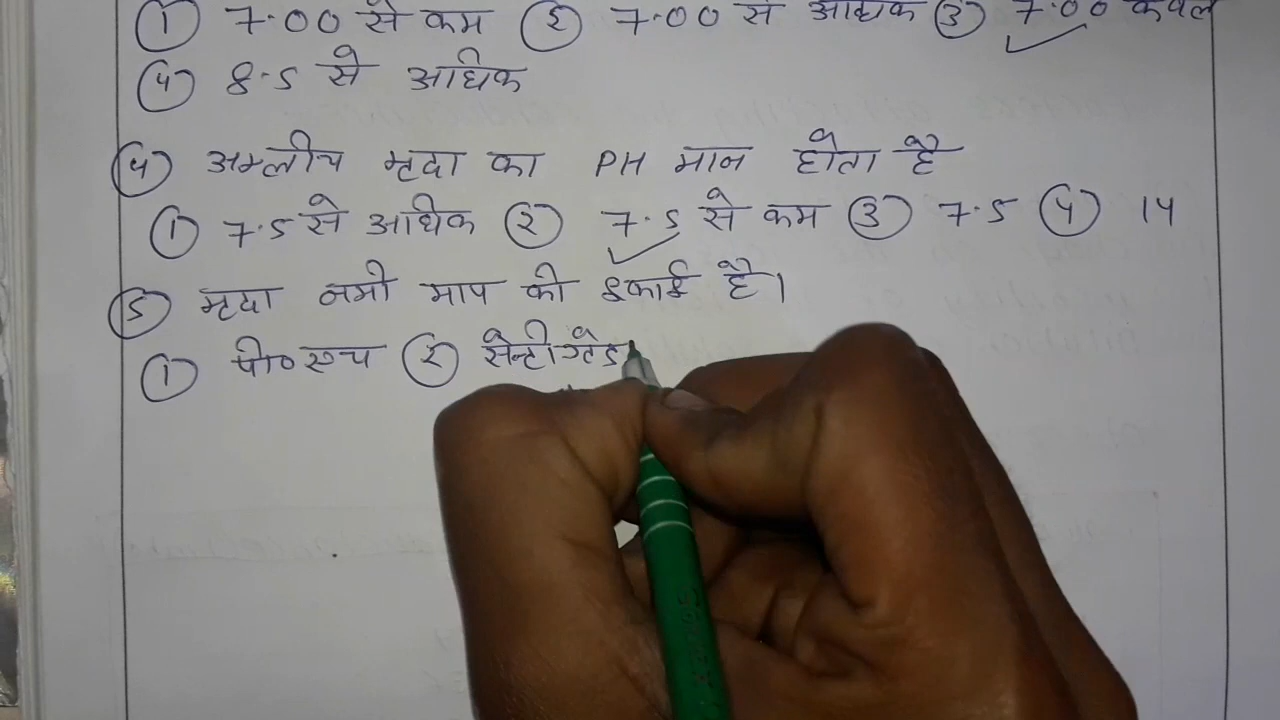 ① 7.00 से कम ② 7.00 से अधिक ③ 7.00 केवल
④ 8.5 से अधिक
④ अम्लीय मृदा का PH मान होता है
① 7.5 से अधिक ② 7.5 से कम ③ 7.5 ④ 14
⑤ मृदा नमी माप की इकाई है।
① पी०एच ② सेन्टीग्रेड